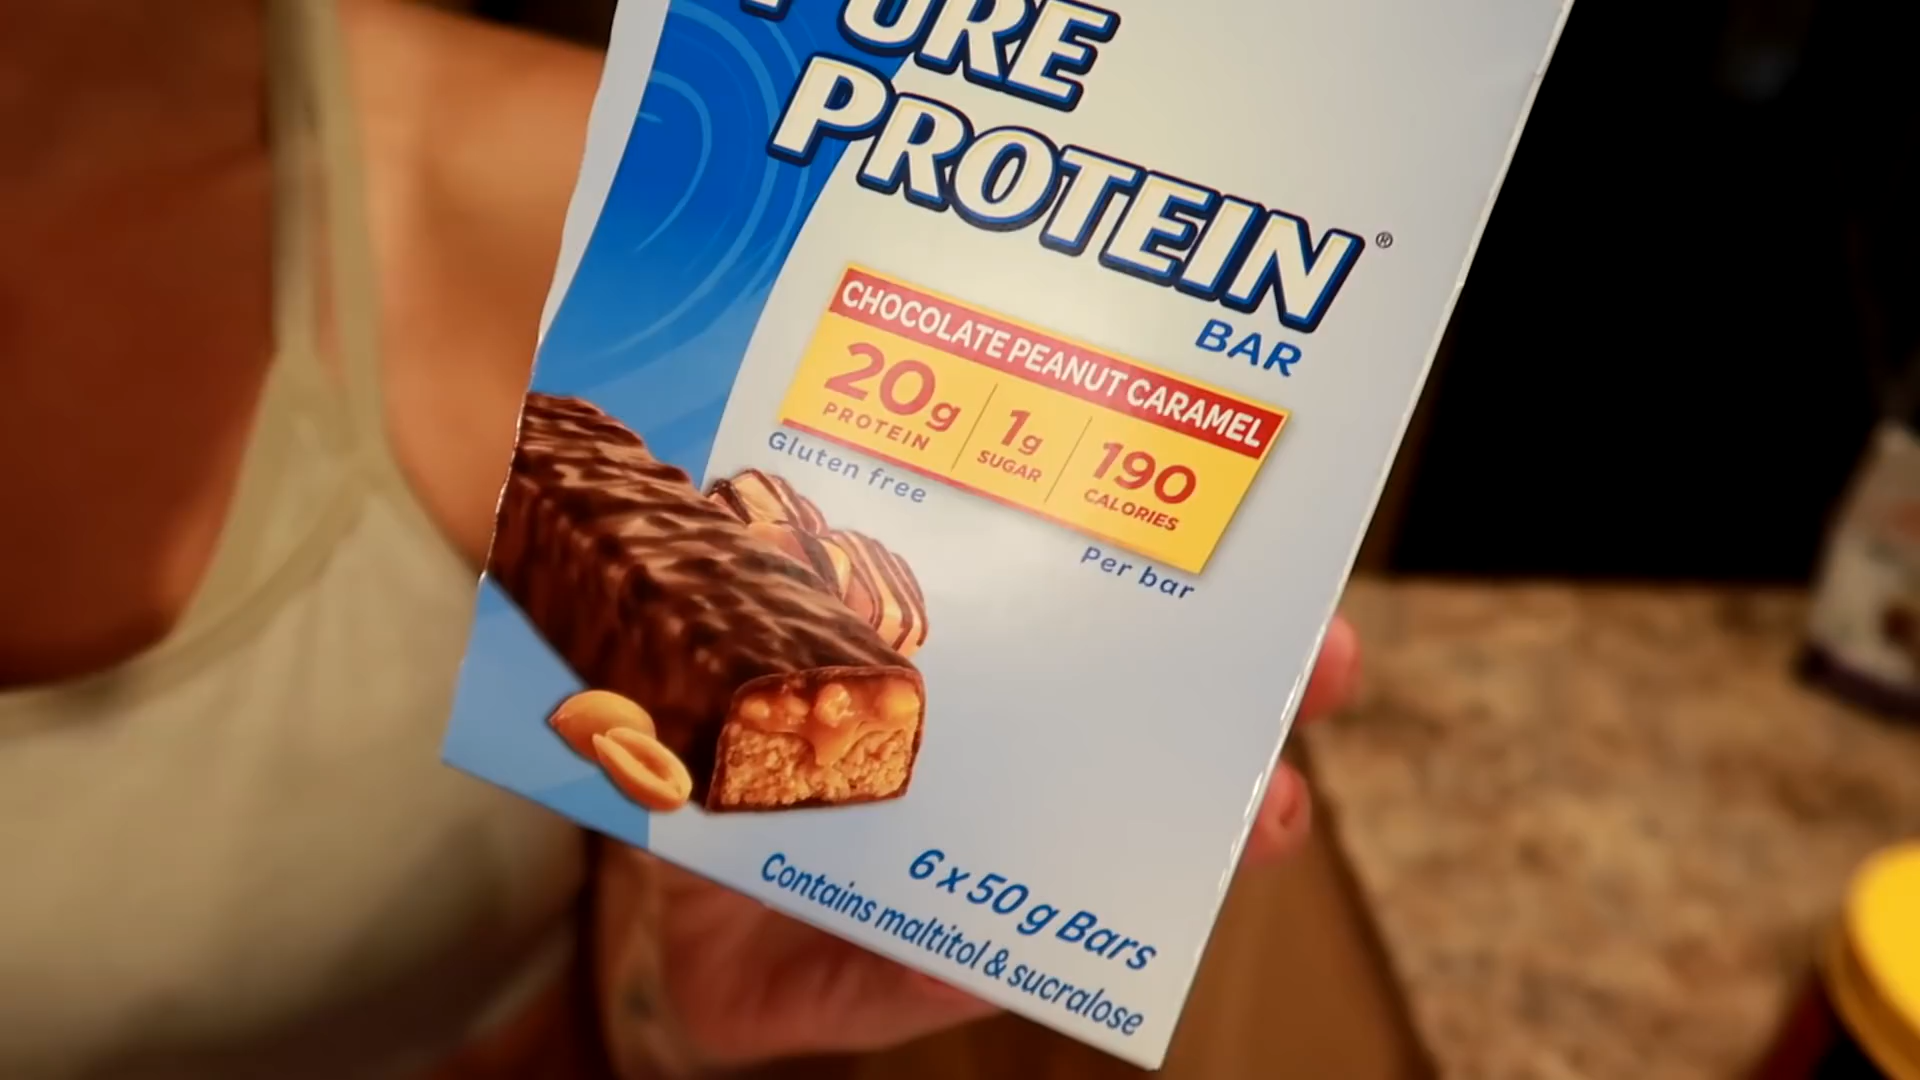 PURE
PROTEIN®
BAR
CHOCOLATE PEANUT CARAMEL
20g
PROTEIN
1g
SUGAR
190
CALORIES
Gluten free
Per bar
6 x 50 g Bars
Contains maltitol & sucralose